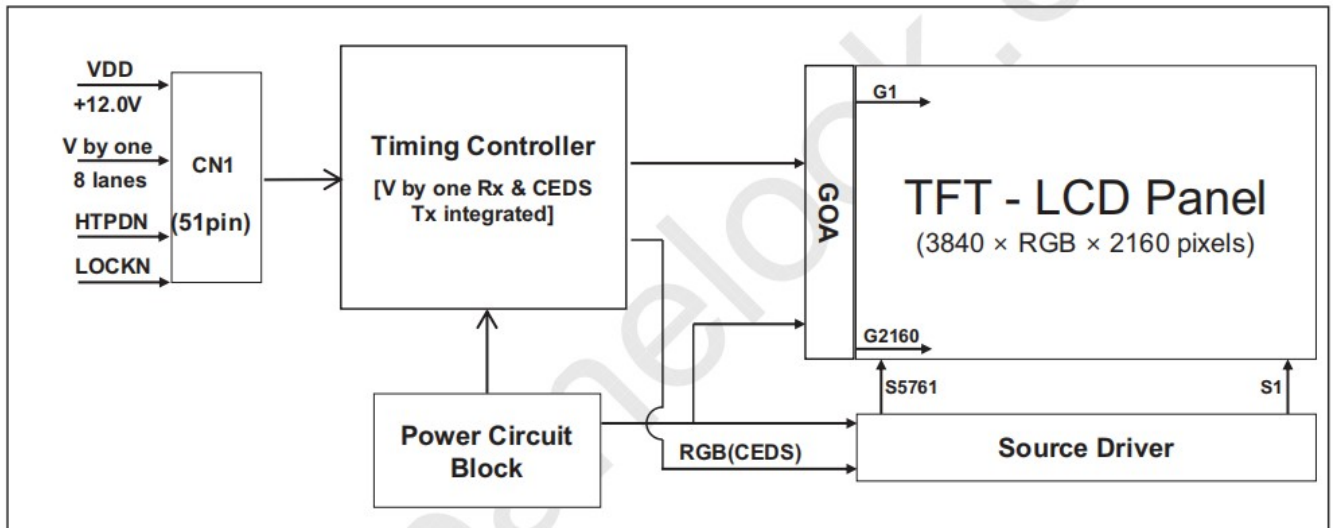 VDD
+12.0V
V by one
8 lanes
HTPDN
LOCKN
CN1
(51pin)
Timing Controller
[V by one Rx & CEDS
Tx integrated]
Power Circuit
Block
RGB(CEDS)
GOA
G1
TFT - LCD Panel
(3840 × RGB × 2160 pixels)
G2160
S5761
S1
Source Driver